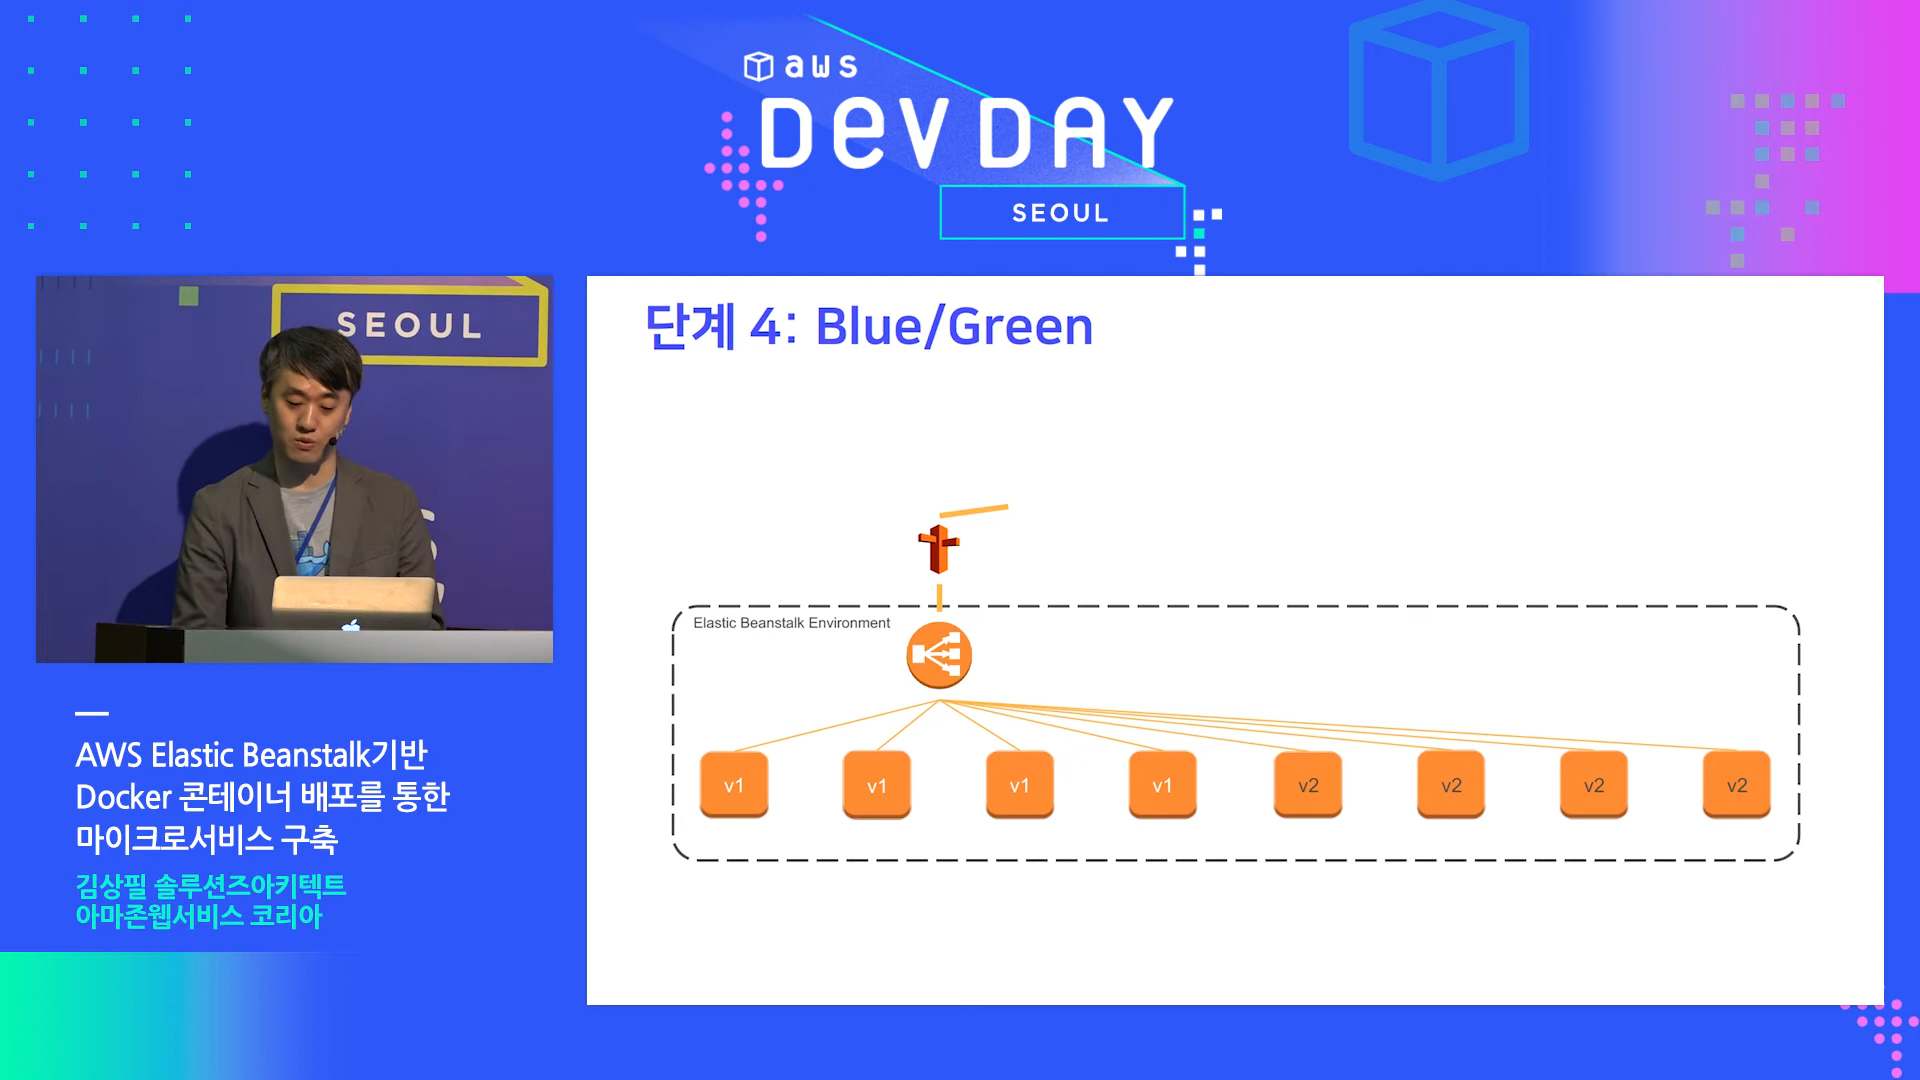 aws
DEV DAY
SEOUL
SEOUL
단계 4: Blue/Green
Elastic Beanstalk Environment
v1
v1
v1
v1
v2
v2
v2
v2
AWS Elastic Beanstalk기반
Docker 콘테이너 배포를 통한
마이크로서비스 구축
김상필 솔루션즈아키텍트
아마존웹서비스 코리아